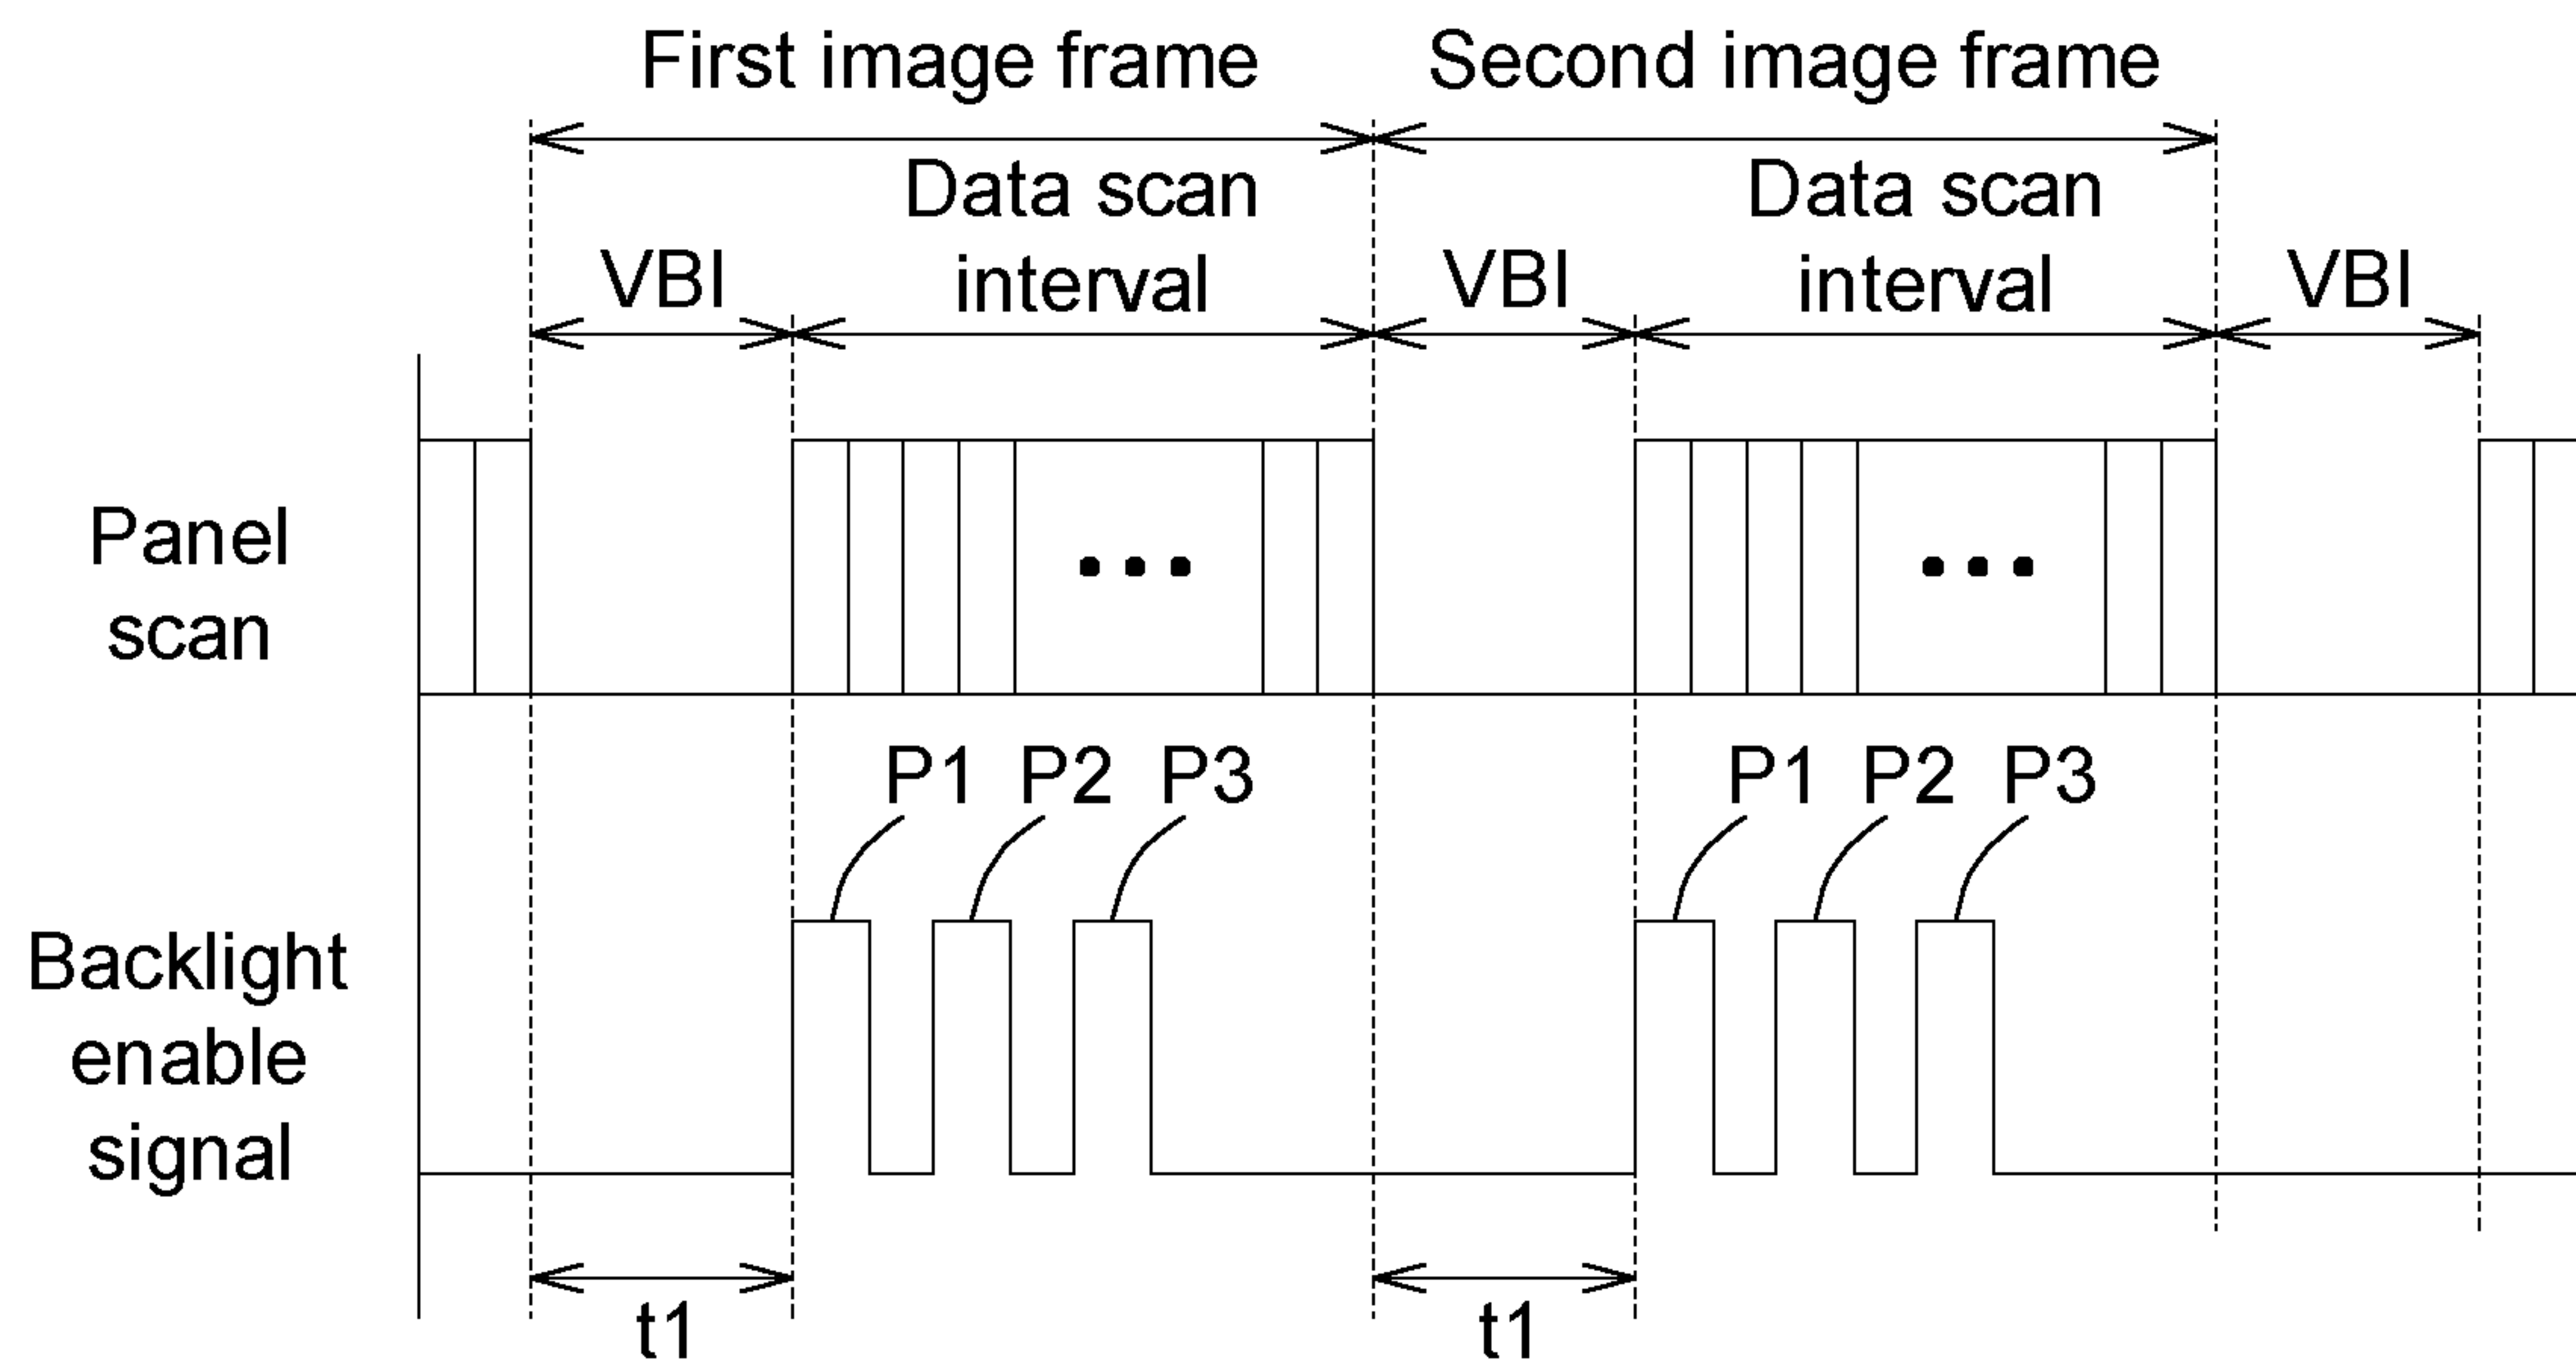 First image frame
Second image frame
Data scan
interval
Data scan
interval
VBI
VBI
VBI
Panel
scan
P1
P2
P3
P1
P2
P3
Backlight
enable
signal
t1
t1